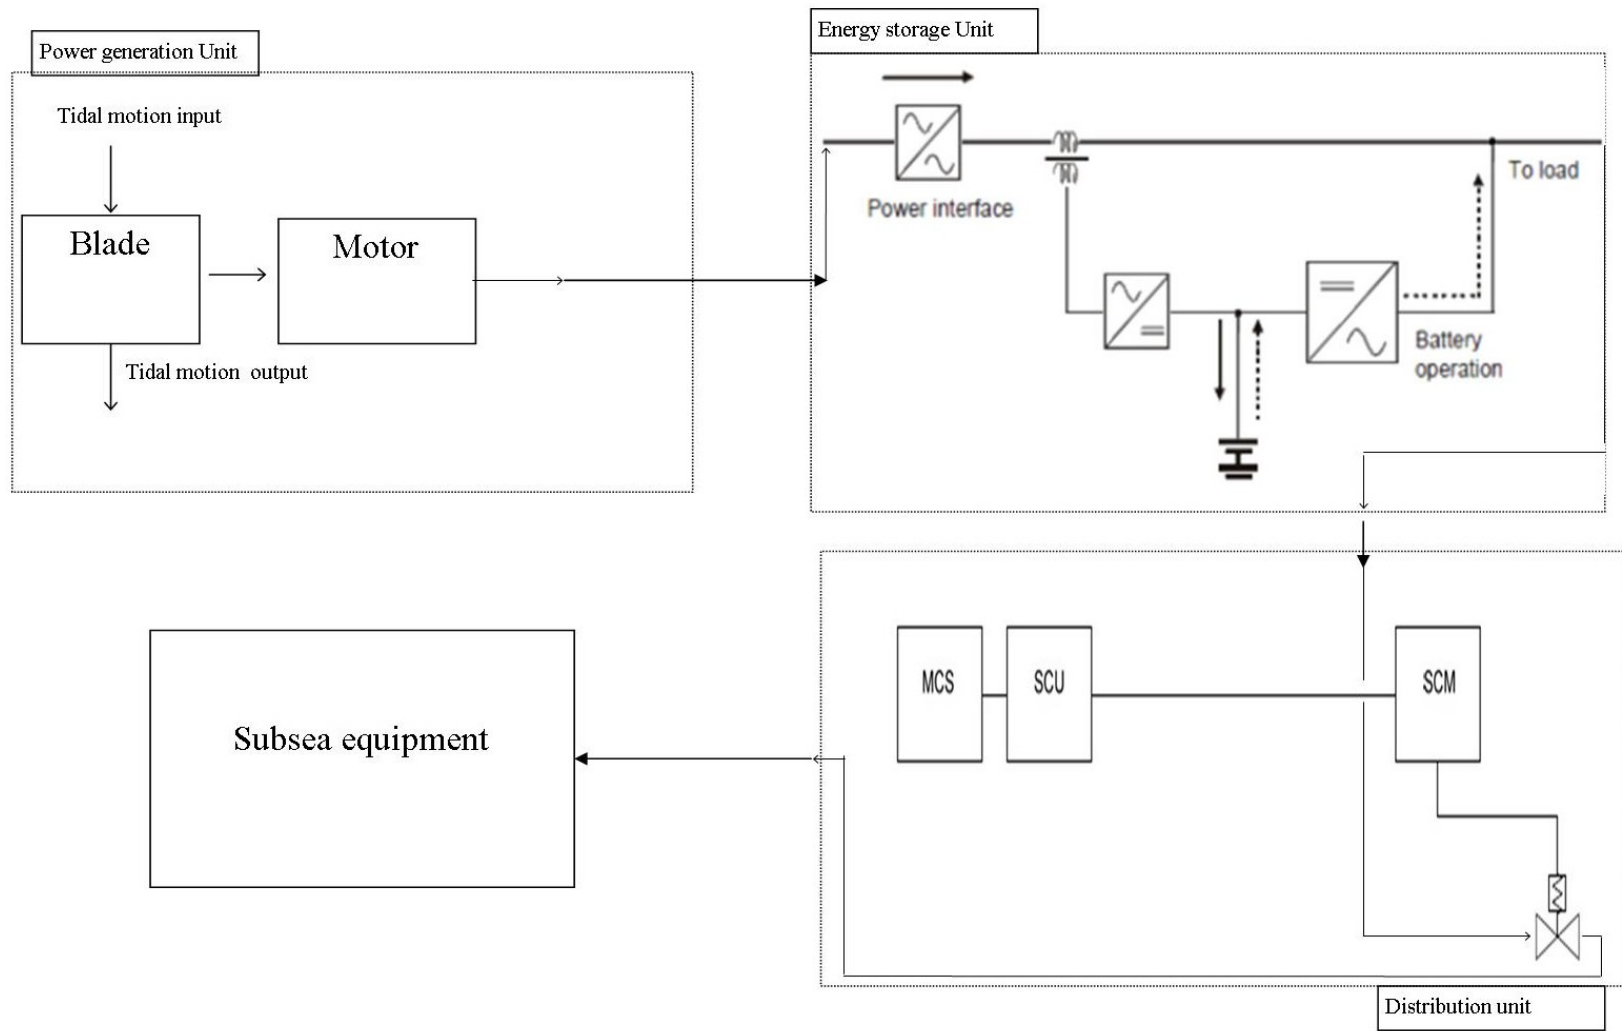 Power generation Unit
Tidal motion input
Blade
Motor
Tidal motion output
Energy storage Unit
Power interface
To load
Battery
operation
MCS
SCU
SCM
Subsea equipment
Distribution unit